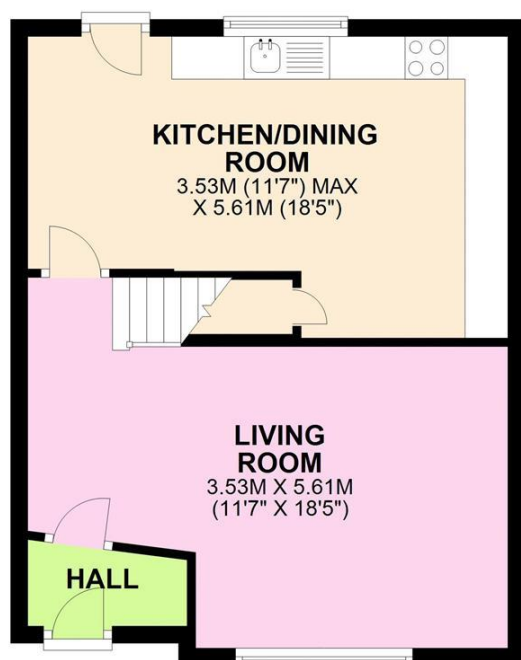 KITCHEN/DINING
ROOM
3.53M (11'7") MAX
X 5.61M (18'5")
LIVING
ROOM
3.53M X 5.61M
(11'7" X 18'5")
HALL